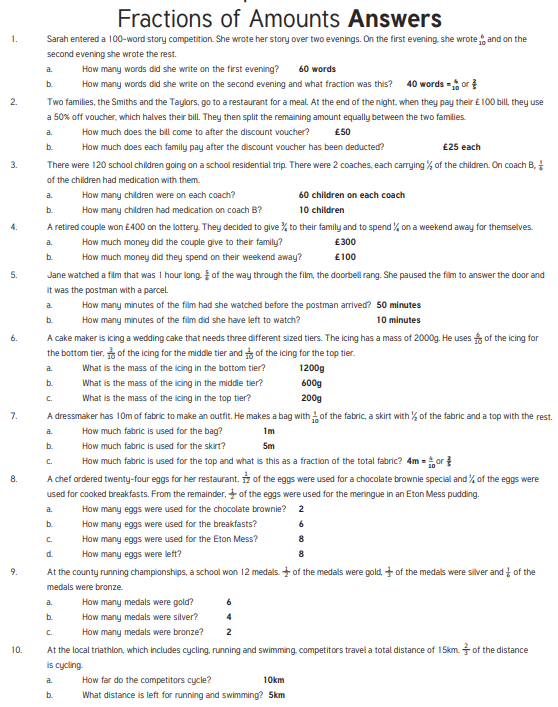 Fractions of Amounts Answers
1. Sarah entered a 100-word story competition. She wrote her story over two evenings. On the first evening, she wrote 6/10 and on the
second evening she wrote the rest.
a. How many words did she write on the first evening? 60 words
b. How many words did she write on the second evening and what fraction was this? 40 words = 4/10 or 2/5
2. Two families, the Smiths and the Taylors, go to a restaurant for a meal. At the end of the night, when they pay their £100 bill, they use
a 50% off voucher, which halves their bill. They then split the remaining amount equally between the two families.
a. How much does the bill come to after the discount voucher? £50
b. How much does each family pay after the discount voucher has been deducted? £25 each
3. There were 120 school children going on a school residential trip. There were 2 coaches, each carrying ½ of the children. On coach B, 1/6
of the children had medication with them.
a. How many children were on each coach? 60 children on each coach
b. How many children had medication on coach B? 10 children
4. A retired couple won £400 on the lottery. They decided to give ¾ to their family and to spend ¼ on a weekend away for themselves.
a. How much money did the couple give to their family? £300
b. How much money did they spend on their weekend away? £100
5. Jane watched a film that was 1 hour long. 5/6 of the way through the film, the doorbell rang. She paused the film to answer the door and
it was the postman with a parcel.
a. How many minutes of the film had she watched before the postman arrived? 50 minutes
b. How many minutes of the film did she have left to watch? 10 minutes
6. A cake maker is icing a wedding cake that needs three different sized tiers. The icing has a mass of 2000g. He uses 6/10 of the icing for
the bottom tier, 3/10 of the icing for the middle tier and 1/10 of the icing for the top tier.
a. What is the mass of the icing in the bottom tier? 1200g
b. What is the mass of the icing in the middle tier? 600g
c. What is the mass of the icing in the top tier? 200g
7. A dressmaker has 10m of fabric to make an outfit. He makes a bag with 1/10 of the fabric, a skirt with ½ of the fabric and a top with the rest.
a. How much fabric is used for the bag? 1m
b. How much fabric is used for the skirt? 5m
c. How much fabric is used for the top and what is this as a fraction of the total fabric? 4m = 4/10 or 2/5
8. A chef ordered twenty-four eggs for her restaurant. 1/12 of the eggs were used for a chocolate brownie special and ¼ of the eggs were
used for cooked breakfasts. From the remainder, 1/2 of the eggs were used for the meringue in an Eton Mess pudding.
a. How many eggs were used for the chocolate brownie? 2
b. How many eggs were used for the breakfasts? 6
c. How many eggs were used for the Eton Mess? 8
d. How many eggs were left? 8
9. At the county running championships, a school won 12 medals. 1/2 of the medals were gold, 1/3 of the medals were silver and 1/6 of the
medals were bronze.
a. How many medals were gold? 6
b. How many medals were silver? 4
c. How many medals were bronze? 2
10. At the local triathlon, which includes cycling, running and swimming, competitors travel a total distance of 15km. 2/3 of the distance
is cycling.
a. How far do the competitors cycle? 10km
b. What distance is left for running and swimming? 5km